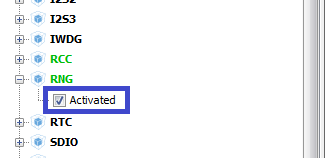 I2S3
IWDG
RCC
RNG
Activated
RTC
SDIO